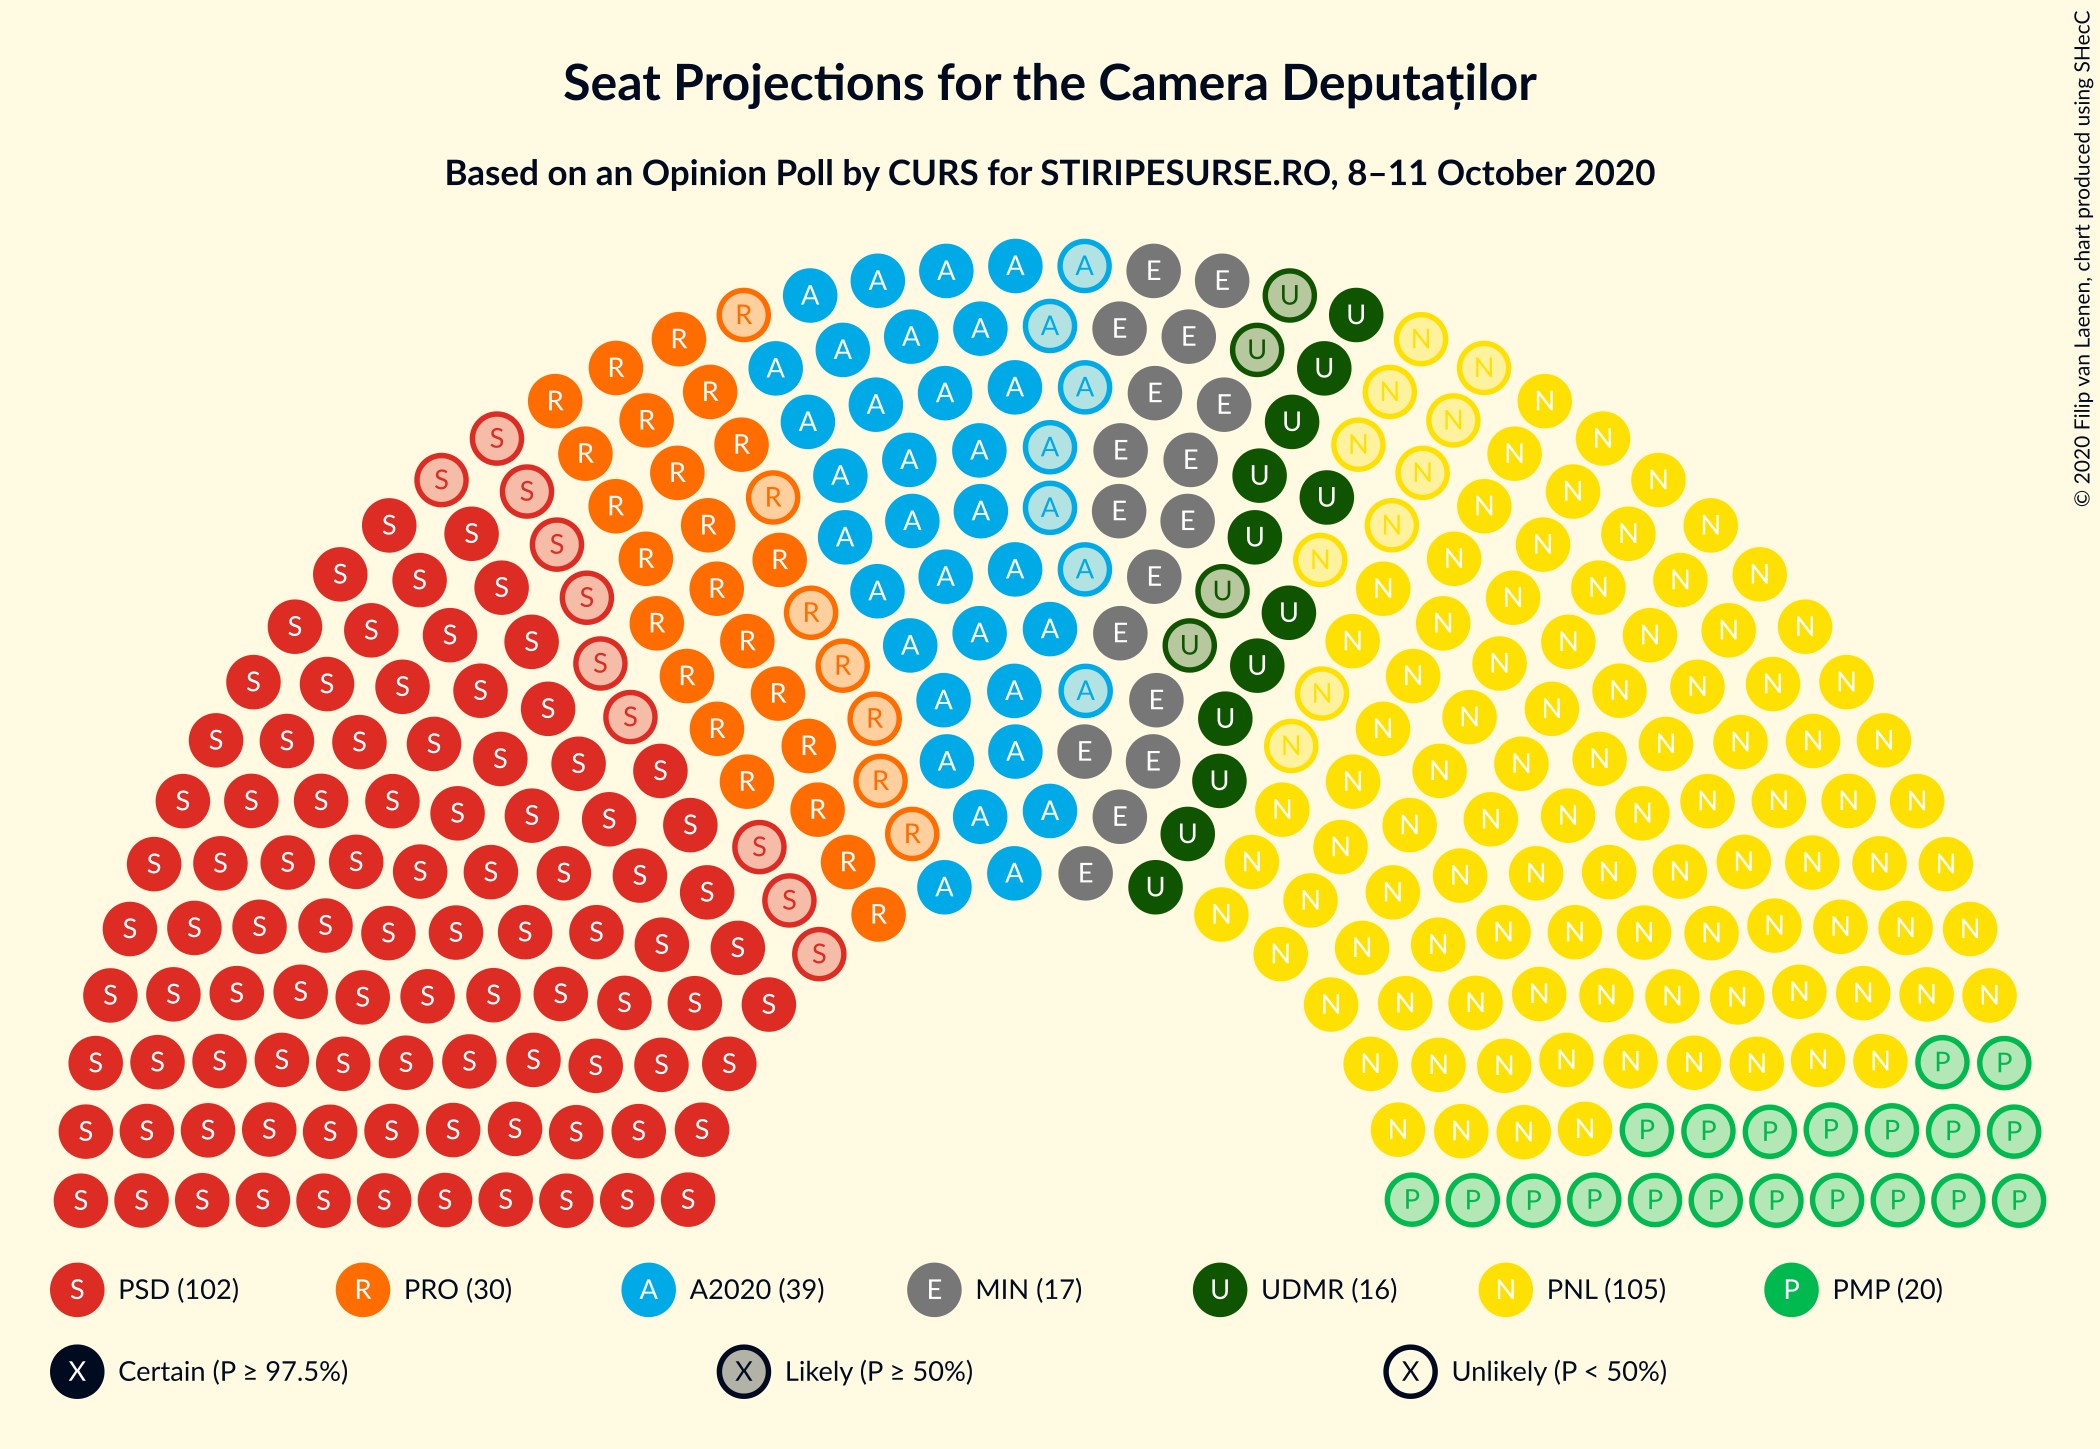 Seat Projections for the Camera Deputaților
Based on an Opinion Poll by CURS for STIRIPESURSE.RO, 8–11 October 2020
© 2020 Filip van Laenen, chart produced using SHecC
S PSD (102) R PRO (30) A A2020 (39) E MIN (17) U UDMR (16) N PNL (105) P PMP (20)
X Certain (P ≥ 97.5%) X Likely (P ≥ 50%) X Unlikely (P < 50%)